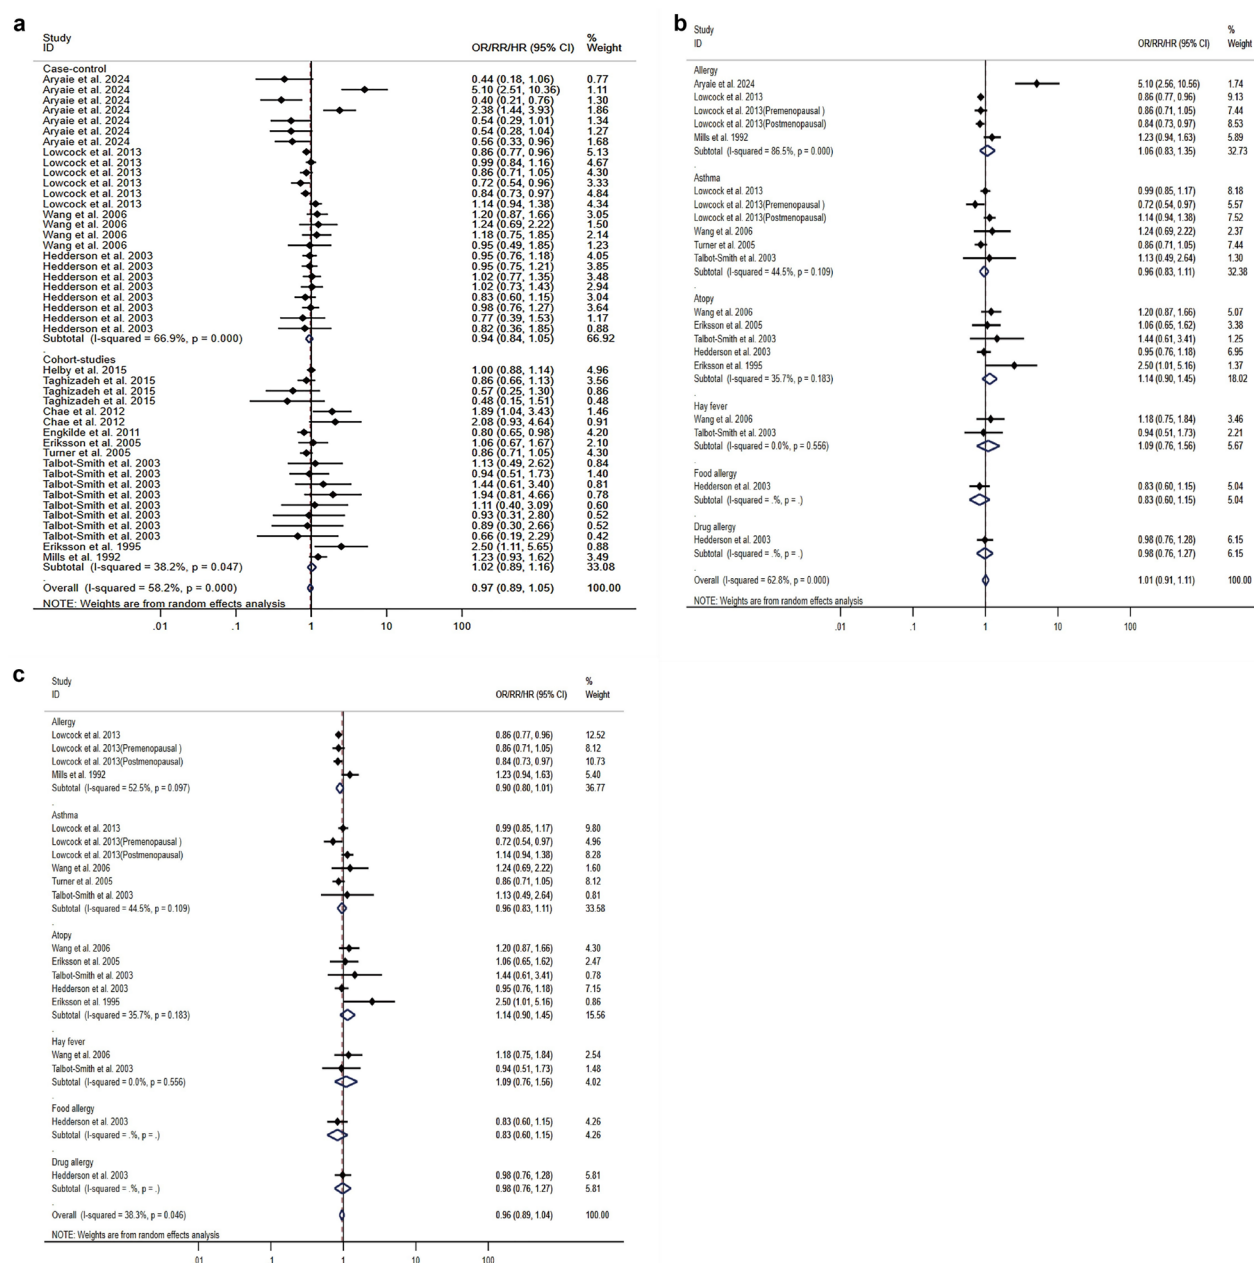 a
Study %
ID OR/RR/HR (95% CI) Weight
Case-control
Aryaie et al. 2024 0.44 (0.18, 1.06) 0.77
Aryaie et al. 2024 5.10 (2.51, 10.36) 1.11
Aryaie et al. 2024 0.40 (0.21, 0.76) 1.30
Aryaie et al. 2024 2.38 (1.44, 3.93) 1.86
Aryaie et al. 2024 0.54 (0.29, 1.01) 1.34
Aryaie et al. 2024 0.54 (0.28, 1.04) 1.27
Aryaie et al. 2024 0.56 (0.33, 0.96) 1.68
Lowcock et al. 2013 0.86 (0.77, 0.96) 5.13
Lowcock et al. 2013 0.99 (0.84, 1.16) 4.67
Lowcock et al. 2013 0.86 (0.71, 1.05) 4.30
Lowcock et al. 2013 0.72 (0.54, 0.96) 3.33
Lowcock et al. 2013 0.84 (0.73, 0.97) 4.84
Lowcock et al. 2013 1.14 (0.94, 1.38) 4.34
Wang et al. 2006 1.20 (0.87, 1.66) 3.05
Wang et al. 2006 1.24 (0.69, 2.22) 1.50
Wang et al. 2006 1.18 (0.75, 1.85) 2.14
Wang et al. 2006 0.95 (0.49, 1.85) 1.23
Hedderson et al. 2003 0.95 (0.76, 1.18) 4.05
Hedderson et al. 2003 0.95 (0.75, 1.21) 3.85
Hedderson et al. 2003 1.02 (0.77, 1.35) 3.48
Hedderson et al. 2003 1.02 (0.73, 1.43) 2.94
Hedderson et al. 2003 0.83 (0.60, 1.15) 3.04
Hedderson et al. 2003 0.98 (0.76, 1.27) 3.64
Hedderson et al. 2003 0.77 (0.39, 1.53) 1.17
Hedderson et al. 2003 0.82 (0.36, 1.85) 0.88
Subtotal (I-squared = 66.9%, p = 0.000) 0.94 (0.84, 1.05) 66.92
.
Cohort-studies
Helby et al. 2015 1.00 (0.88, 1.14) 4.96
Taghizadeh et al. 2015 0.86 (0.66, 1.13) 3.56
Taghizadeh et al. 2015 0.57 (0.25, 1.30) 0.86
Taghizadeh et al. 2015 0.48 (0.15, 1.51) 0.48
Chae et al. 2012 1.89 (1.04, 3.43) 1.46
Chae et al. 2012 2.08 (0.93, 4.64) 0.91
Engkilde et al. 2011 0.80 (0.65, 0.98) 4.20
Eriksson et al. 2005 1.06 (0.67, 1.67) 2.10
Turner et al. 2005 0.86 (0.71, 1.05) 4.30
Talbot-Smith et al. 2003 1.13 (0.49, 2.62) 0.84
Talbot-Smith et al. 2003 0.94 (0.51, 1.73) 1.40
Talbot-Smith et al. 2003 1.44 (0.61, 3.40) 0.81
Talbot-Smith et al. 2003 1.94 (0.81, 4.66) 0.78
Talbot-Smith et al. 2003 1.11 (0.40, 3.09) 0.60
Talbot-Smith et al. 2003 0.93 (0.31, 2.80) 0.52
Talbot-Smith et al. 2003 0.89 (0.30, 2.66) 0.52
Talbot-Smith et al. 2003 0.66 (0.19, 2.29) 0.42
Eriksson et al. 1995 2.50 (1.11, 5.65) 0.88
Mills et al. 1992 1.23 (0.93, 1.62) 3.49
Subtotal (I-squared = 38.2%, p = 0.047) 1.02 (0.89, 1.16) 33.08
.
Overall (I-squared = 58.2%, p = 0.000) 0.97 (0.89, 1.05) 100.00
NOTE: Weights are from random effects analysis
.01 .1 1 10 100
b
Study %
ID OR/RR/HR (95% CI) Weight
Allergy
Aryaie et al. 2024 5.10 (2.56, 10.56) 1.74
Lowcock et al. 2013 0.86 (0.77, 0.96) 9.13
Lowcock et al. 2013(Premenopausal ) 0.86 (0.71, 1.05) 7.44
Lowcock et al. 2013(Postmenopausal) 0.84 (0.73, 0.97) 8.53
Mills et al. 1992 1.23 (0.94, 1.63) 5.89
Subtotal (I-squared = 86.5%, p = 0.000) 1.06 (0.83, 1.35) 32.73
.
Asthma
Lowcock et al. 2013 0.99 (0.85, 1.17) 8.18
Lowcock et al. 2013(Premenopausal ) 0.72 (0.54, 0.97) 5.57
Lowcock et al. 2013(Postmenopausal) 1.14 (0.94, 1.38) 7.52
Wang et al. 2006 1.24 (0.69, 2.22) 2.37
Turner et al. 2005 0.86 (0.71, 1.05) 7.44
Talbot-Smith et al. 2003 1.13 (0.49, 2.64) 1.30
Subtotal (I-squared = 44.5%, p = 0.109) 0.96 (0.83, 1.11) 32.38
.
Atopy
Wang et al. 2006 1.20 (0.87, 1.66) 5.07
Eriksson et al. 2005 1.06 (0.65, 1.62) 3.38
Talbot-Smith et al. 2003 1.44 (0.61, 3.41) 1.25
Hedderson et al. 2003 0.95 (0.76, 1.18) 6.95
Eriksson et al. 1995 2.50 (1.01, 5.16) 1.37
Subtotal (I-squared = 35.7%, p = 0.183) 1.14 (0.90, 1.45) 18.02
.
Hay fever
Wang et al. 2006 1.18 (0.75, 1.84) 3.46
Talbot-Smith et al. 2003 0.94 (0.51, 1.73) 2.21
Subtotal (I-squared = 0.0%, p = 0.556) 1.09 (0.76, 1.56) 5.67
.
Food allergy
Hedderson et al. 2003 0.83 (0.60, 1.15) 5.04
Subtotal (I-squared = .%, p = .) 0.83 (0.60, 1.15) 5.04
.
Drug allergy
Hedderson et al. 2003 0.98 (0.76, 1.28) 6.15
Subtotal (I-squared = .%, p = .) 0.98 (0.76, 1.27) 6.15
.
Overall (I-squared = 62.8%, p = 0.000) 1.01 (0.91, 1.11) 100.00
NOTE: Weights are from random effects analysis
.01 .1 1 10 100
c
Study %
ID OR/RR/HR (95% CI) Weight
Allergy
Lowcock et al. 2013 0.86 (0.77, 0.96) 12.52
Lowcock et al. 2013(Premenopausal ) 0.86 (0.71, 1.05) 8.12
Lowcock et al. 2013(Postmenopausal) 0.84 (0.73, 0.97) 10.73
Mills et al. 1992 1.23 (0.94, 1.63) 5.40
Subtotal (I-squared = 52.5%, p = 0.097) 0.90 (0.80, 1.01) 36.77
.
Asthma
Lowcock et al. 2013 0.99 (0.85, 1.17) 9.80
Lowcock et al. 2013(Premenopausal ) 0.72 (0.54, 0.97) 4.96
Lowcock et al. 2013(Postmenopausal) 1.14 (0.94, 1.38) 8.28
Wang et al. 2006 1.24 (0.69, 2.22) 1.60
Turner et al. 2005 0.86 (0.71, 1.05) 8.12
Talbot-Smith et al. 2003 1.13 (0.49, 2.64) 0.81
Subtotal (I-squared = 44.5%, p = 0.109) 0.96 (0.83, 1.11) 33.58
.
Atopy
Wang et al. 2006 1.20 (0.87, 1.66) 4.30
Eriksson et al. 2005 1.06 (0.65, 1.62) 2.47
Talbot-Smith et al. 2003 1.44 (0.61, 3.41) 0.78
Hedderson et al. 2003 0.95 (0.76, 1.18) 7.15
Eriksson et al. 1995 2.50 (1.01, 5.16) 0.86
Subtotal (I-squared = 35.7%, p = 0.183) 1.14 (0.90, 1.45) 15.56
.
Hay fever
Wang et al. 2006 1.18 (0.75, 1.84) 2.54
Talbot-Smith et al. 2003 0.94 (0.51, 1.73) 1.48
Subtotal (I-squared = 0.0%, p = 0.556) 1.09 (0.76, 1.56) 4.02
.
Food allergy
Hedderson et al. 2003 0.83 (0.60, 1.15) 4.26
Subtotal (I-squared = .%, p = .) 0.83 (0.60, 1.15) 4.26
.
Drug allergy
Hedderson et al. 2003 0.98 (0.76, 1.28) 5.81
Subtotal (I-squared = .%, p = .) 0.98 (0.76, 1.27) 5.81
.
Overall (I-squared = 38.3%, p = 0.046) 0.96 (0.89, 1.04) 100.00
NOTE: Weights are from random effects analysis
.01 .1 1 10 100